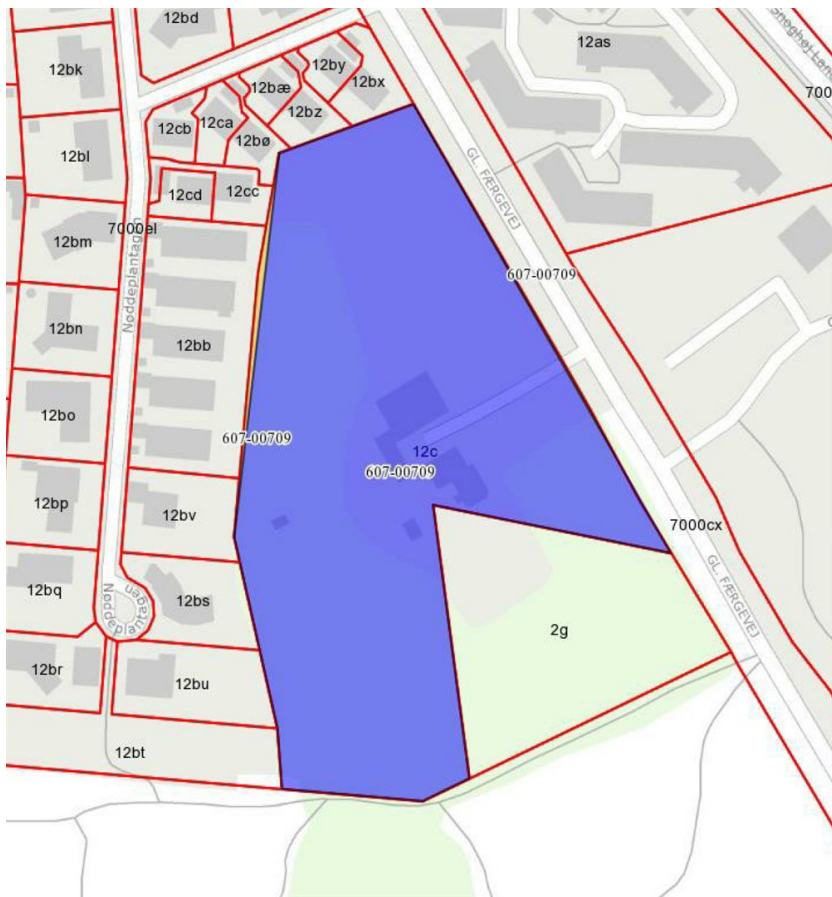 12bd
12as
Snoghøj Lan
12bk
12bæ
12by
12bx
700
12cb
12ca
12bz
12bø
12bl
GL. FÆRGEVEJ
12cd
12cc
7000el
12bm
607-00709
Nøddeplantagen
12bn
12bb
12bo
607-00709
12c
607-00709
12bp
12bv
7000cx
12bq
Nøddeplantagen
12bs
GL. FÆRGEVEJ
2g
12br
12bu
12bt